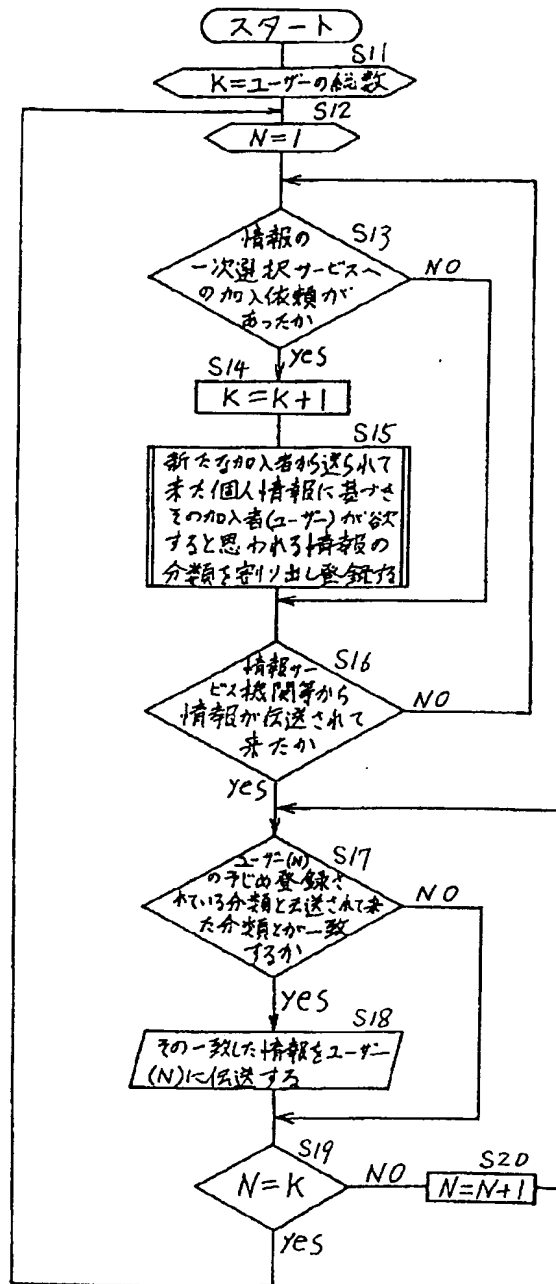 スタート
S11
K=ユーザーの総数
S12
N=1
S13
情報の
一次選択サービスへ
の加入依頼が
あったか
NO
yes
S14
K=K+1
S15
新たな加入者から送られて
来た個人情報に基づき
その加入者(ユーザー)が欲
すると思われる情報の
分類を割り出し登録する
S16
情報サー
ビス機関等から
情報が伝送されて
来たか
NO
yes
S17
ユーザー(N)
の予じめ登録さ
れている分類と伝送されて来
た分類とが一致
するか
NO
yes
S18
その一致した情報をユーザー
(N)に伝送する
S19
N=K
NO
S20
N=N+1
yes